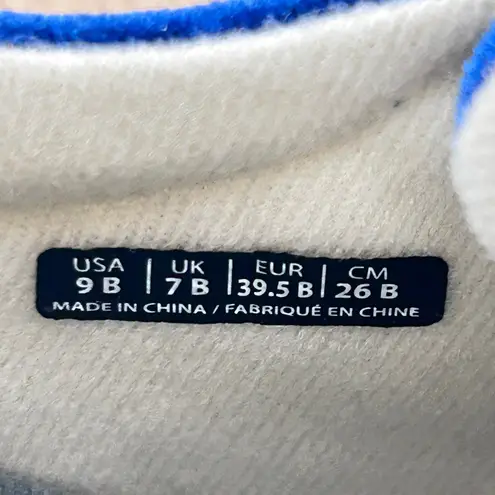 USA | UK | EUR | CM
9 B | 7 B | 39.5 B | 26 B
MADE IN CHINA / FABRIQUÉ EN CHINE